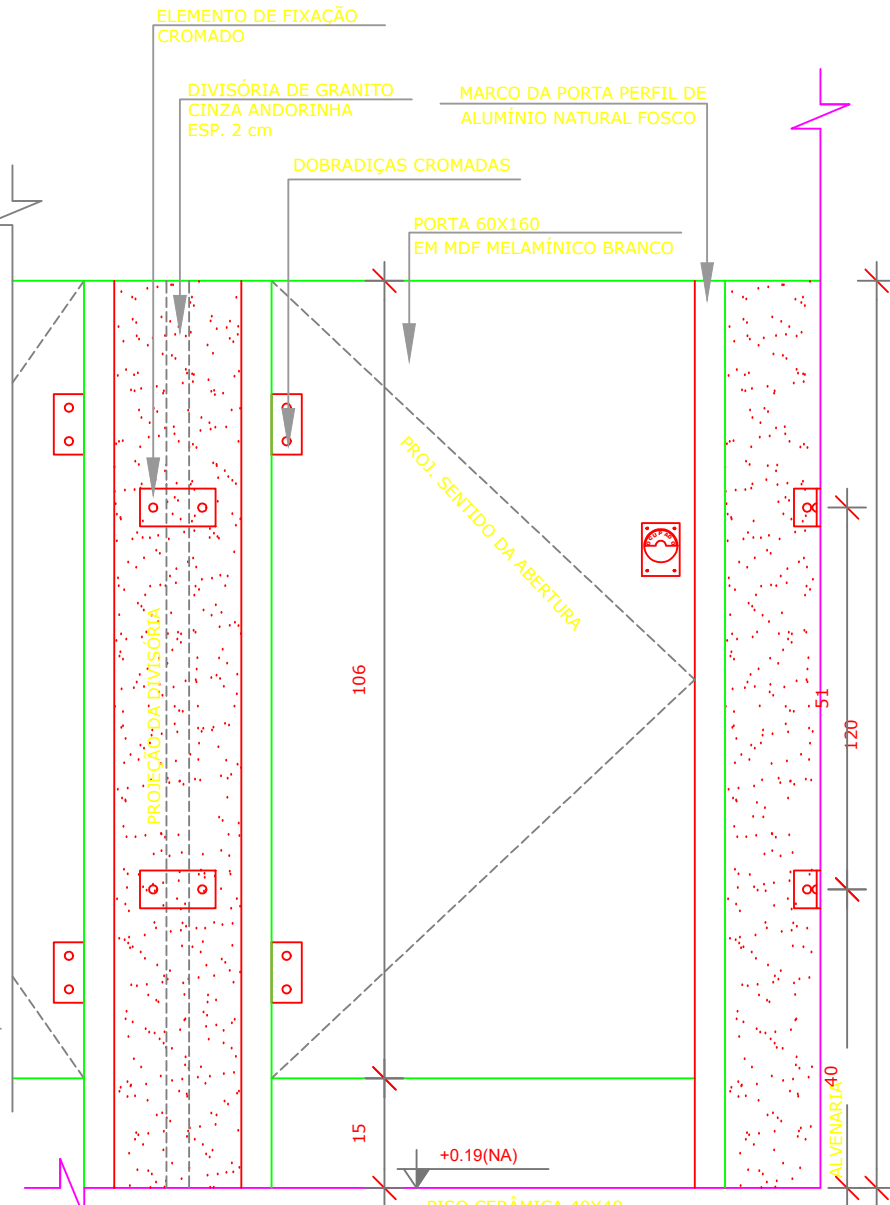 ELEMENTO DE FIXAÇÃO
CROMADO
DIVISÓRIA DE GRANITO
CINZA ANDORINHA
ESP. 2 cm
MARCO DA PORTA PERFIL DE
ALUMÍNIO NATURAL FOSCO
DOBRADIÇAS CROMADAS
PORTA 60X160
EM MDF MELAMÍNICO BRANCO
PROJ. SENTIDO DA ABERTURA
PROJEÇÃO DA DIVISÓRIA
106
51
120
40
ALVENARIA
15
+0.19(NA)